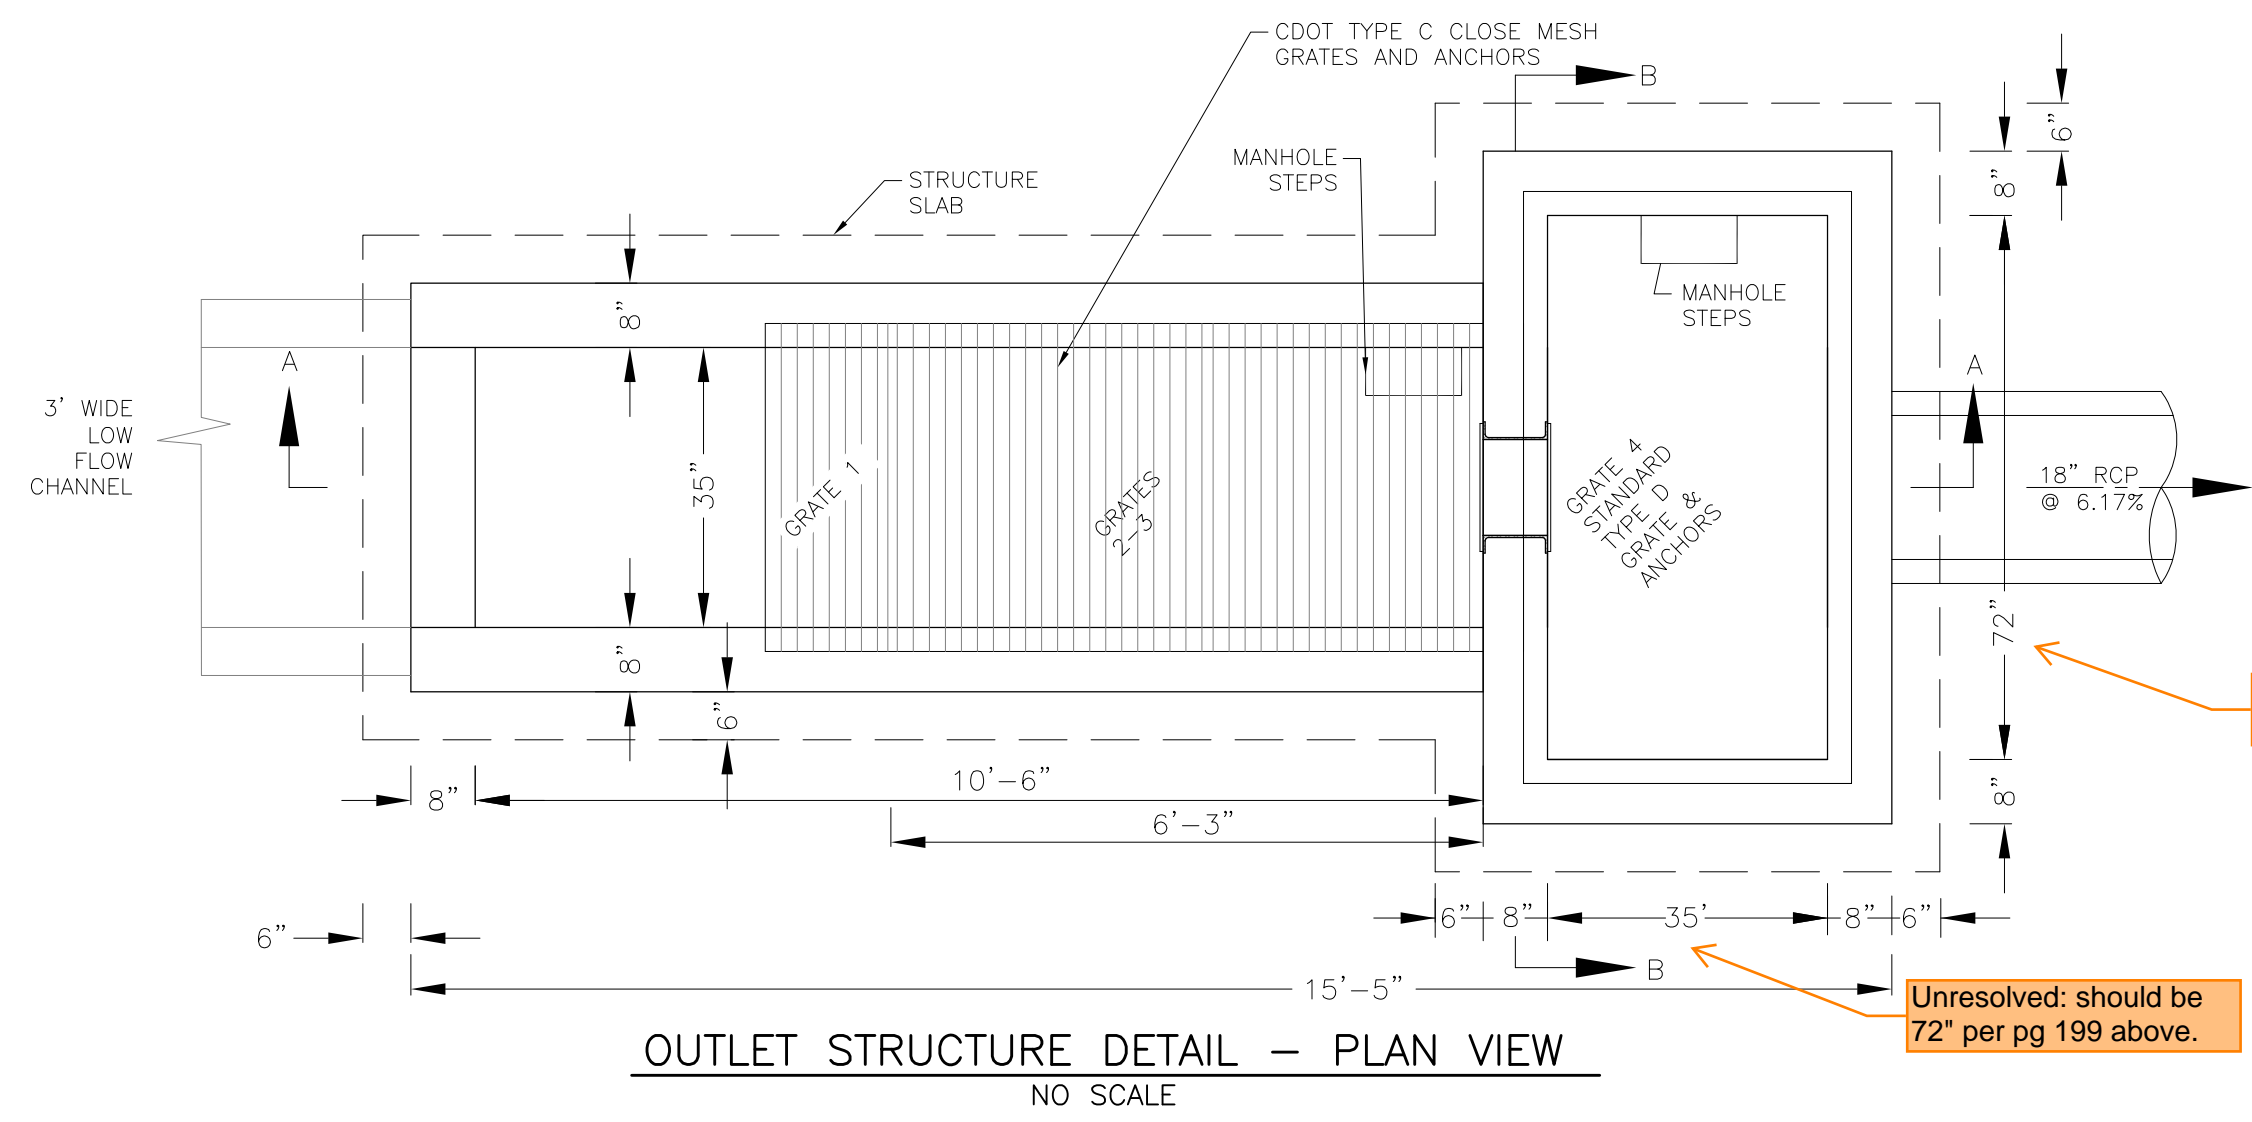 CDOT TYPE C CLOSE MESH
GRATES AND ANCHORS
B
6”
8”
MANHOLE
STEPS
STRUCTURE
SLAB
MANHOLE
STEPS
8”
A
A
3’ WIDE
LOW
FLOW
CHANNEL
35”
GRATE 1
GRATES
2-3
GRATE 4
STANDARD
TYPE D
GRATE &
ANCHORS
18” RCP
@ 6.17%
72”
8”
6”
10’-6”
8”
8”
6’-3”
6”
8”
35’
8”
6”
6”
B
15’-5”
Unresolved: should be
72" per pg 199 above.
OUTLET STRUCTURE DETAIL – PLAN VIEW
NO SCALE